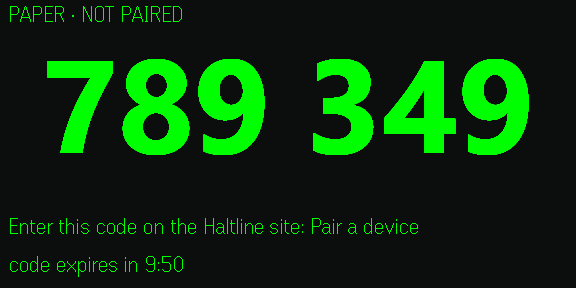 PAPER · NOT PAIRED
789 349
Enter this code on the Haltline site: Pair a device
code expires in 9:50